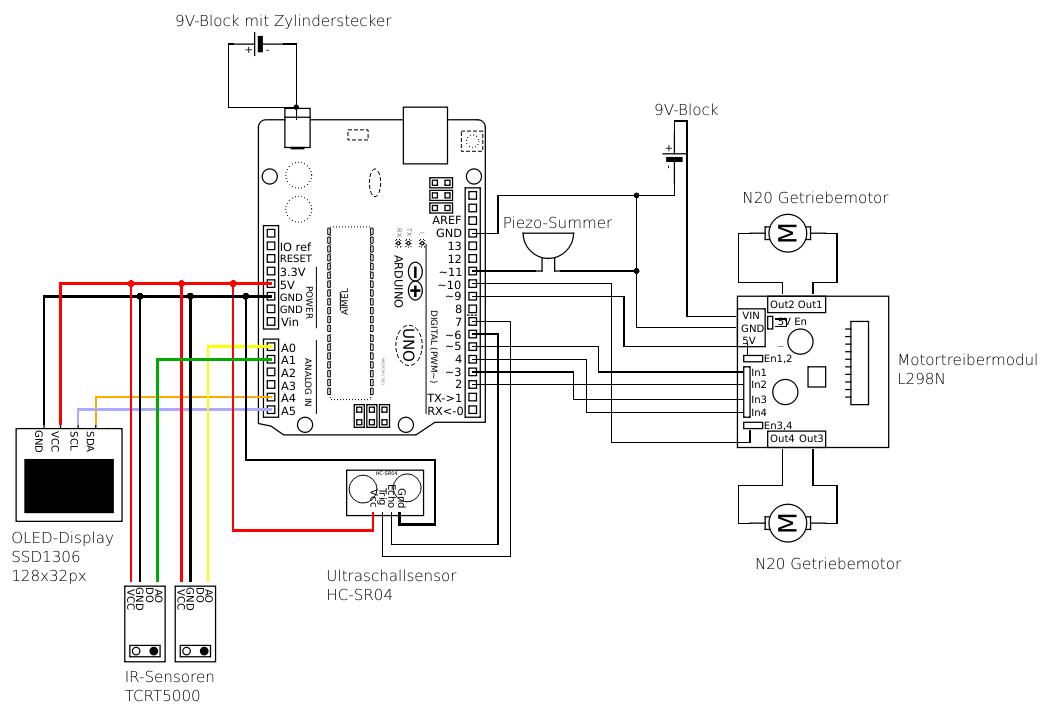 9V-Block mit Zylinderstecker
+ -
9V-Block
+
-
N20 Getriebemotor
M
Piezo-Summer
AREF
GND
13
12
~11
~10
~9
8
7
~6
~5
4
~3
2
TX->1
RX<-0
DIGITAL (PWM~)
RX
TX
L
ARDUINO
UNO
MADE IN ITALY
AIMEL
IO ref
RESET
3.3V
5V
GND
GND
Vin
POWER
A0
A1
A2
A3
A4
A5
ANALOG IN
Out2 Out1
VIN
GND
5V
5V En
En1,2
In1
In2
In3
In4
En3,4
Out4 Out3
Motortreibermodul
L298N
M
N20 Getriebemotor
GND
VCC
SCL
SDA
OLED-Display
SSD1306
128x32px
HC-SR04
Vcc
Trig
Echo
Gnd
Ultraschallsensor
HC-SR04
VCC
GND
DO
AO
VCC
GND
DO
AO
IR-Sensoren
TCRT5000